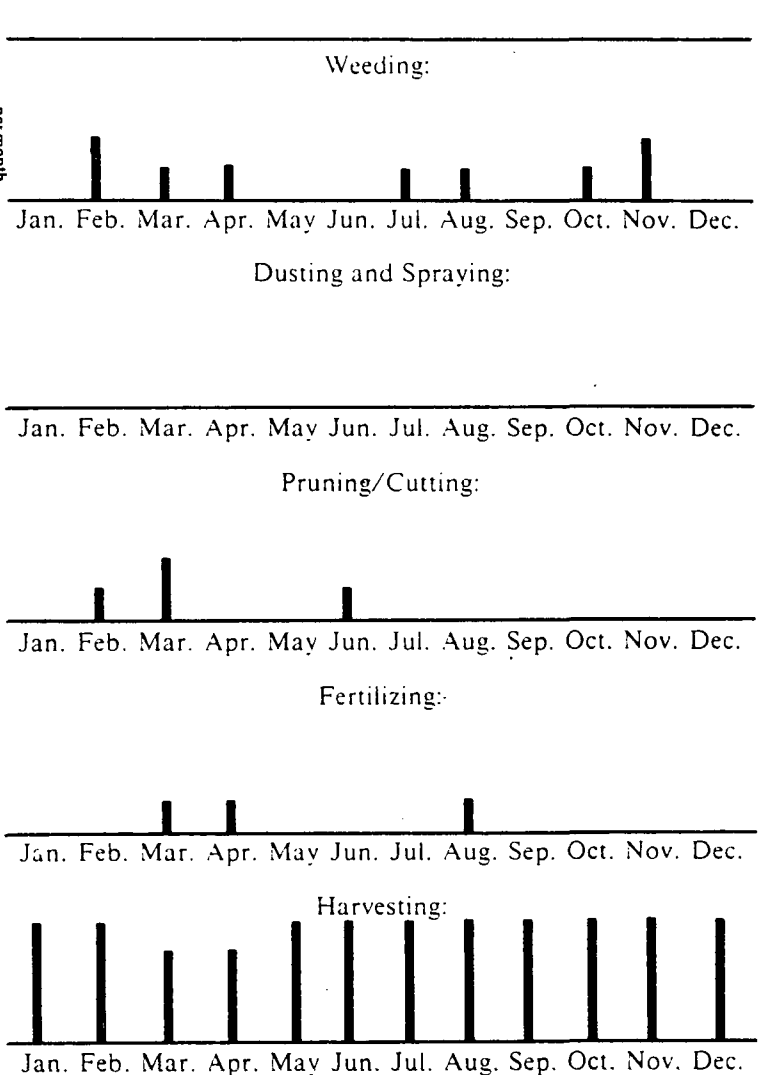 Weeding:
per month
Jan. Feb. Mar. Apr. May Jun. Jul. Aug. Sep. Oct. Nov. Dec.
Dusting and Spraying:
Jan. Feb. Mar. Apr. May Jun. Jul. Aug. Sep. Oct. Nov. Dec.
Pruning/Cutting:
Jan. Feb. Mar. Apr. May Jun. Jul. Aug. Sep. Oct. Nov. Dec.
Fertilizing:
Jan. Feb. Mar. Apr. May Jun. Jul. Aug. Sep. Oct. Nov. Dec.
Harvesting:
Jan. Feb. Mar. Apr. May Jun. Jul. Aug. Sep. Oct. Nov. Dec.